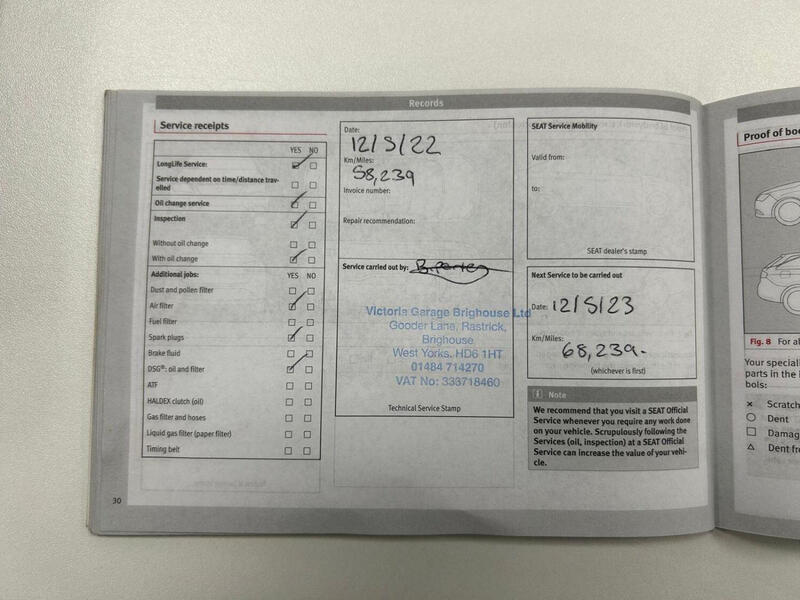 Records
Service receipts
YES NO
LongLife Service:
Service dependent on time/distance trav-
elled
Oil change service
Inspection
Without oil change
With oil change
Additional jobs: YES NO
Dust and pollen filter
Air filter
Fuel filter
Spark plugs
Brake fluid
DSG®: oil and filter
ATF
HALDEX clutch (oil)
Gas filter and hoses
Liquid gas filter (paper filter)
Timing belt
30
Date:
12/5/22
Km/Miles:
58,239
Invoice number:
Repair recommendation:
Service carried out by:
Victoria Garage Brighouse Ltd
Gooder Lane, Rastrick,
Brighouse
West Yorks. HD6 1HT
01484 714270
VAT No: 333718460
Technical Service Stamp
SEAT Service Mobility
Valid from:
to:
SEAT dealer's stamp
Next Service to be carried out
Date: 12/5/23
Km/Miles:
68,239-
(whichever is first)
i Note
We recommend that you visit a SEAT Official
Service whenever you require any work done
on your vehicle. Scrupulously following the
Services (oil, inspection) at a SEAT Official
Service can increase the value of your vehi-
cle.
Proof of bo
Fig. 8 For al
Your speciali
parts in the i
bols:
× Scratch
○ Dent
□ Damag
△ Dent fr